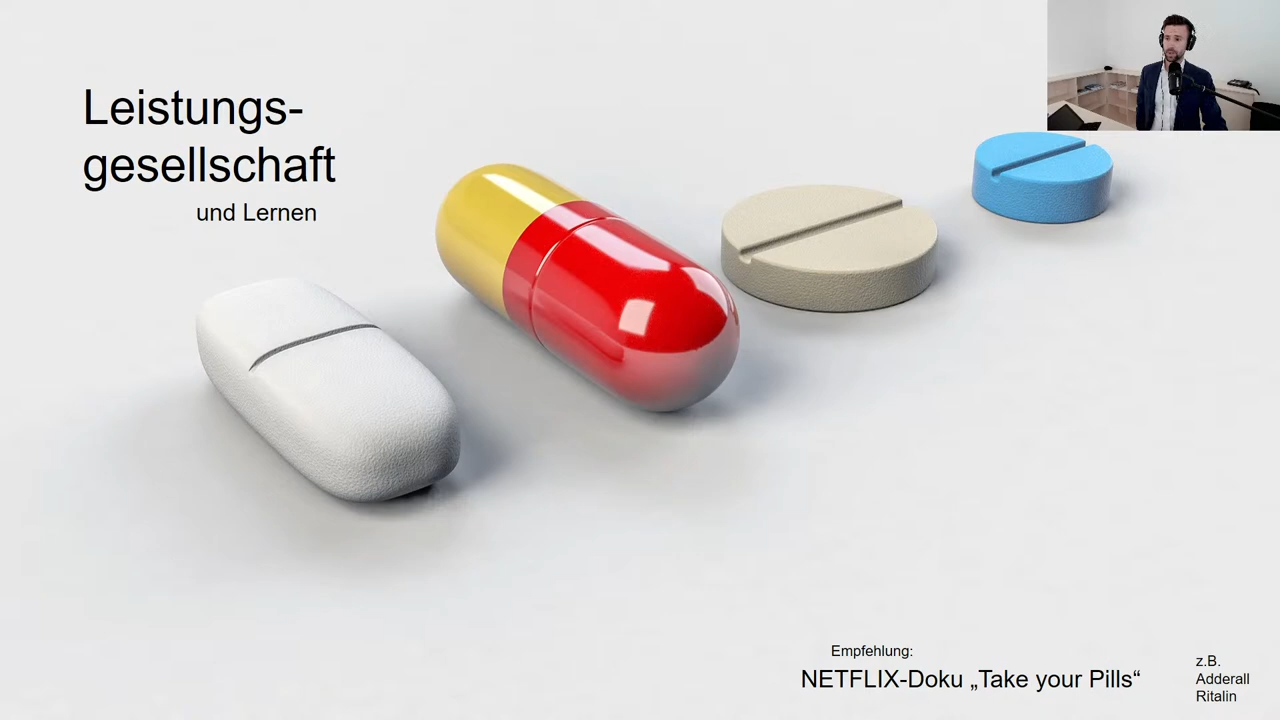 Leistungs-
gesellschaft
und Lernen
Empfehlung:
NETFLIX-Doku „Take your Pills“
z.B.
Adderall
Ritalin